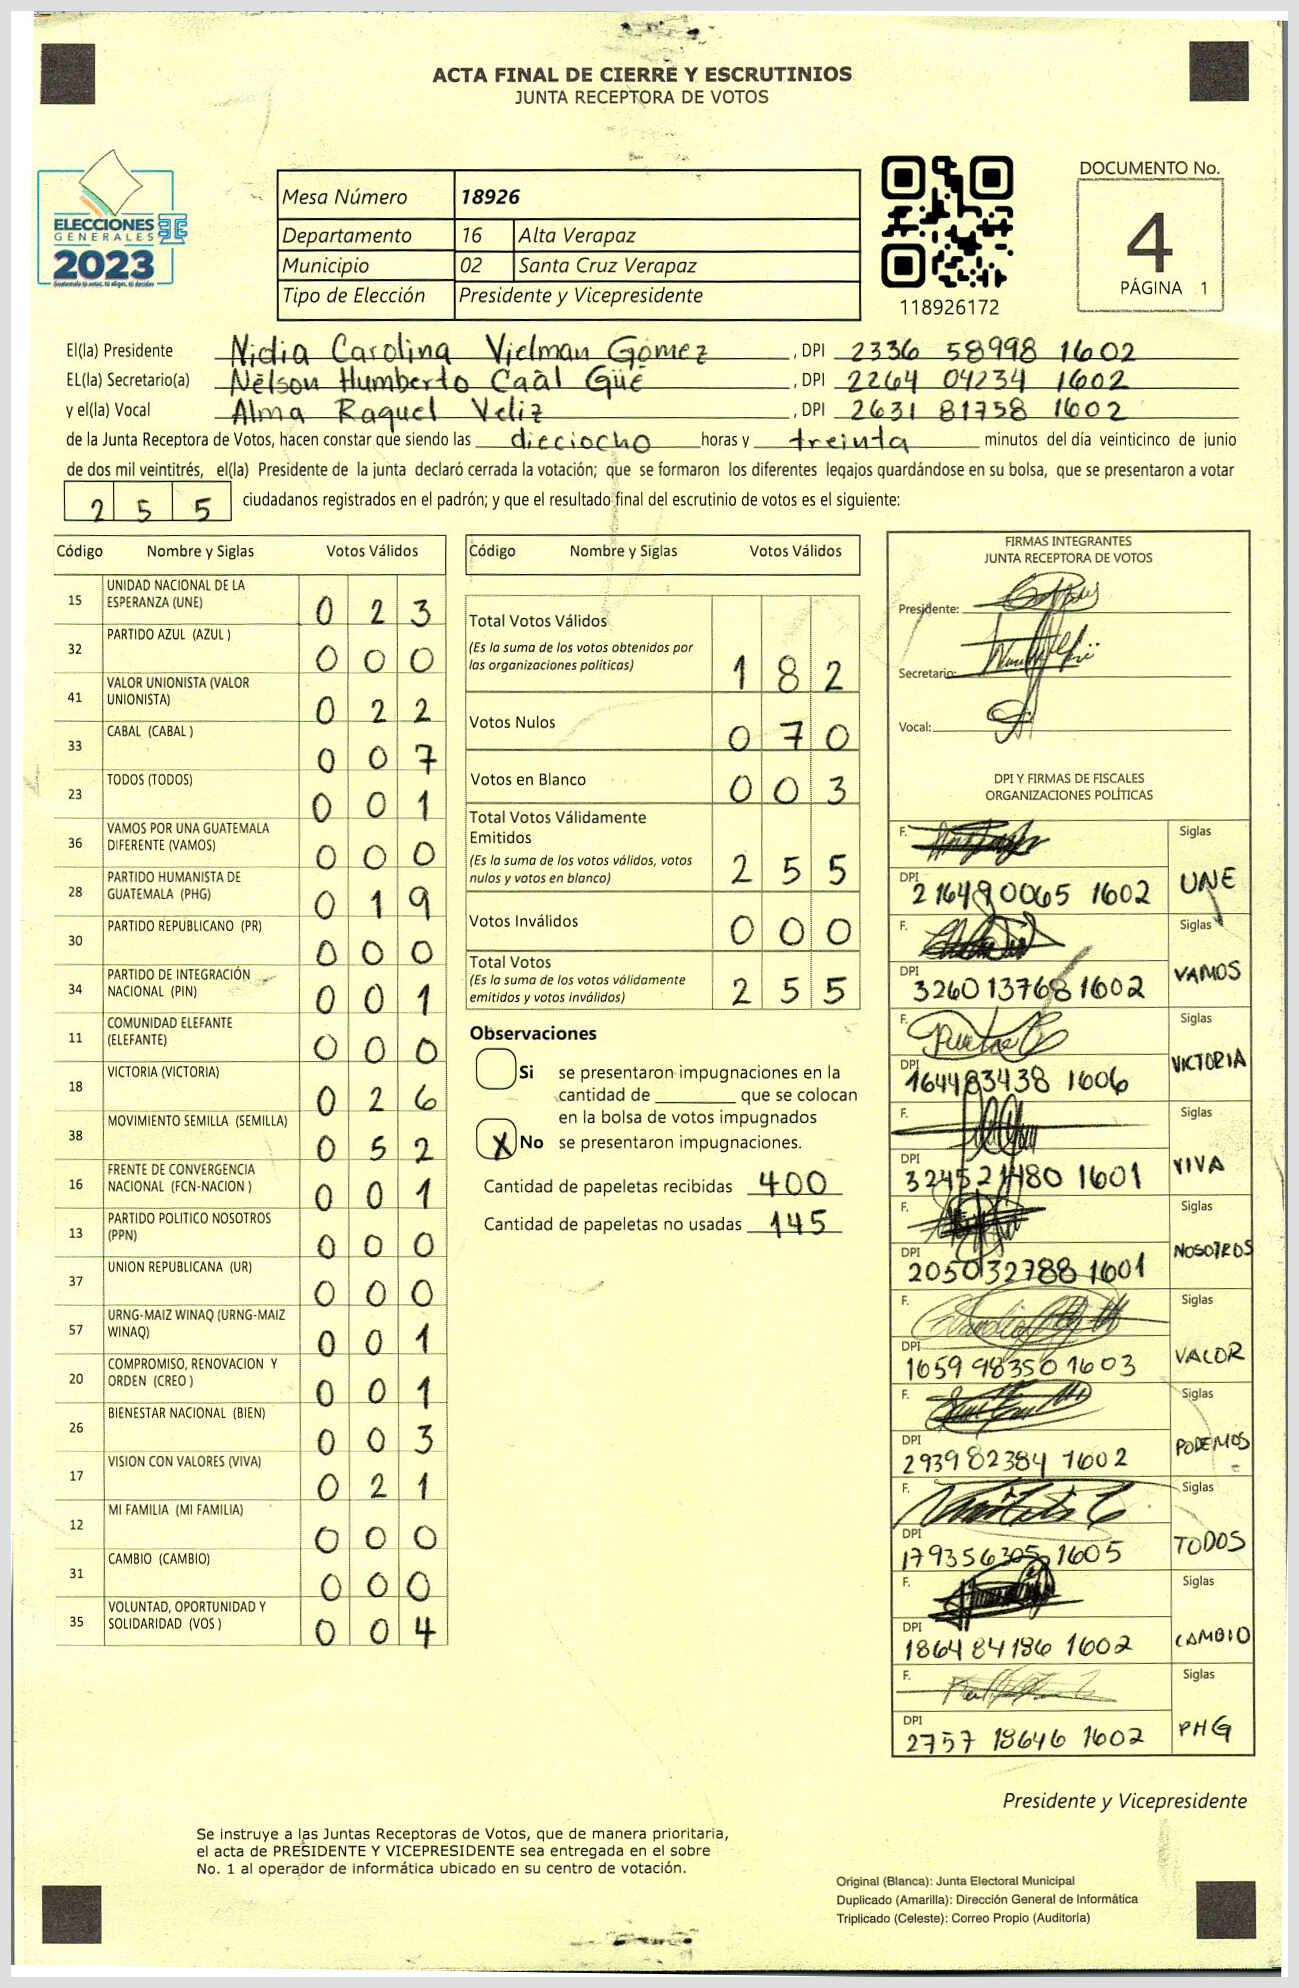 ACTA FINAL DE CIERRE Y ESCRUTINIOS
JUNTA RECEPTORA DE VOTOS
ELECCIONES
GENERALES
2023
Guatemala tú votas, tú eliges, tú decides
Mesa Número 18926
Departamento 16 Alta Verapaz
Municipio 02 Santa Cruz Verapaz
Tipo de Elección Presidente y Vicepresidente
118926172
DOCUMENTO No.
4
PÁGINA 1
El(la) Presidente Nidia Carolina Vielman Gómez , DPI 2336 58998 1602
EL(la) Secretario(a) Nelson Humberto Caàl Güe , DPI 2264 04234 1602
y el(la) Vocal Alma Raquel Veliz , DPI 2631 81758 1602
de la Junta Receptora de Votos, hacen constar que siendo las dieciocho horas y treinta minutos del día veinticinco de junio
de dos mil veintitrés, el(la) Presidente de la junta declaró cerrada la votación; que se formaron los diferentes legajos guardándose en su bolsa, que se presentaron a votar
255 ciudadanos registrados en el padrón; y que el resultado final del escrutinio de votos es el siguiente:
Código Nombre y Siglas Votos Válidos
15 UNIDAD NACIONAL DE LA
ESPERANZA (UNE) 0 2 3
32 PARTIDO AZUL (AZUL ) 0 0 0
41 VALOR UNIONISTA (VALOR
UNIONISTA) 0 2 2
33 CABAL (CABAL ) 0 0 7
23 TODOS (TODOS) 0 0 1
36 VAMOS POR UNA GUATEMALA
DIFERENTE (VAMOS) 0 0 0
28 PARTIDO HUMANISTA DE
GUATEMALA (PHG) 0 1 9
30 PARTIDO REPUBLICANO (PR) 0 0 0
34 PARTIDO DE INTEGRACIÓN
NACIONAL (PIN) 0 0 1
11 COMUNIDAD ELEFANTE
(ELEFANTE) 0 0 0
18 VICTORIA (VICTORIA) 0 2 6
38 MOVIMIENTO SEMILLA (SEMILLA) 0 5 2
16 FRENTE DE CONVERGENCIA
NACIONAL (FCN-NACION ) 0 0 1
13 PARTIDO POLITICO NOSOTROS
(PPN) 0 0 0
37 UNION REPUBLICANA (UR) 0 0 0
57 URNG-MAIZ WINAQ (URNG-MAIZ
WINAQ) 0 0 1
20 COMPROMISO, RENOVACION Y
ORDEN (CREO ) 0 0 1
26 BIENESTAR NACIONAL (BIEN) 0 0 3
17 VISION CON VALORES (VIVA) 0 2 1
12 MI FAMILIA (MI FAMILIA) 0 0 0
31 CAMBIO (CAMBIO) 0 0 0
35 VOLUNTAD, OPORTUNIDAD Y
SOLIDARIDAD (VOS ) 0 0 4
Código Nombre y Siglas Votos Válidos
Total Votos Válidos
(Es la suma de los votos obtenidos por
las organizaciones políticas) 1 8 2
Votos Nulos 0 7 0
Votos en Blanco 0 0 3
Total Votos Válidamente
Emitidos
(Es la suma de los votos válidos, votos
nulos y votos en blanco) 2 5 5
Votos Inválidos 0 0 0
Total Votos
(Es la suma de los votos válidamente
emitidos y votos inválidos) 2 5 5
Observaciones
Si se presentaron impugnaciones en la
cantidad de ________ que se colocan
en la bolsa de votos impugnados
X No se presentaron impugnaciones.
Cantidad de papeletas recibidas 400
Cantidad de papeletas no usadas 145
FIRMAS INTEGRANTES
JUNTA RECEPTORA DE VOTOS
Presidente:
Secretario:
Vocal:
DPI Y FIRMAS DE FISCALES
ORGANIZACIONES POLÍTICAS
F. Siglas
DPI 21649 0065 1602 UNE
F. Siglas
DPI 3260 13768 1602 VAMOS
F. Siglas
DPI 164483438 1606 VICTORIA
F. Siglas
DPI 324521480 1601 VIVA
F. Siglas
DPI 205032788 1601 NOSOTROS
F. Siglas
DPI 1659 98350 1603 VALOR
F. Siglas
DPI 2939 82384 1602 PODEMOS
F. Siglas
DPI 179356305 1605 TODOS
F. Siglas
DPI 1864 84186 1602 CAMBIO
F. Siglas
DPI 2757 18646 1602 PHG
Presidente y Vicepresidente
Se instruye a las Juntas Receptoras de Votos, que de manera prioritaria,
el acta de PRESIDENTE Y VICEPRESIDENTE sea entregada en el sobre
No. 1 al operador de informática ubicado en su centro de votación.
Original (Blanca): Junta Electoral Municipal
Duplicado (Amarilla): Dirección General de Informática
Triplicado (Celeste): Correo Propio (Auditoría)